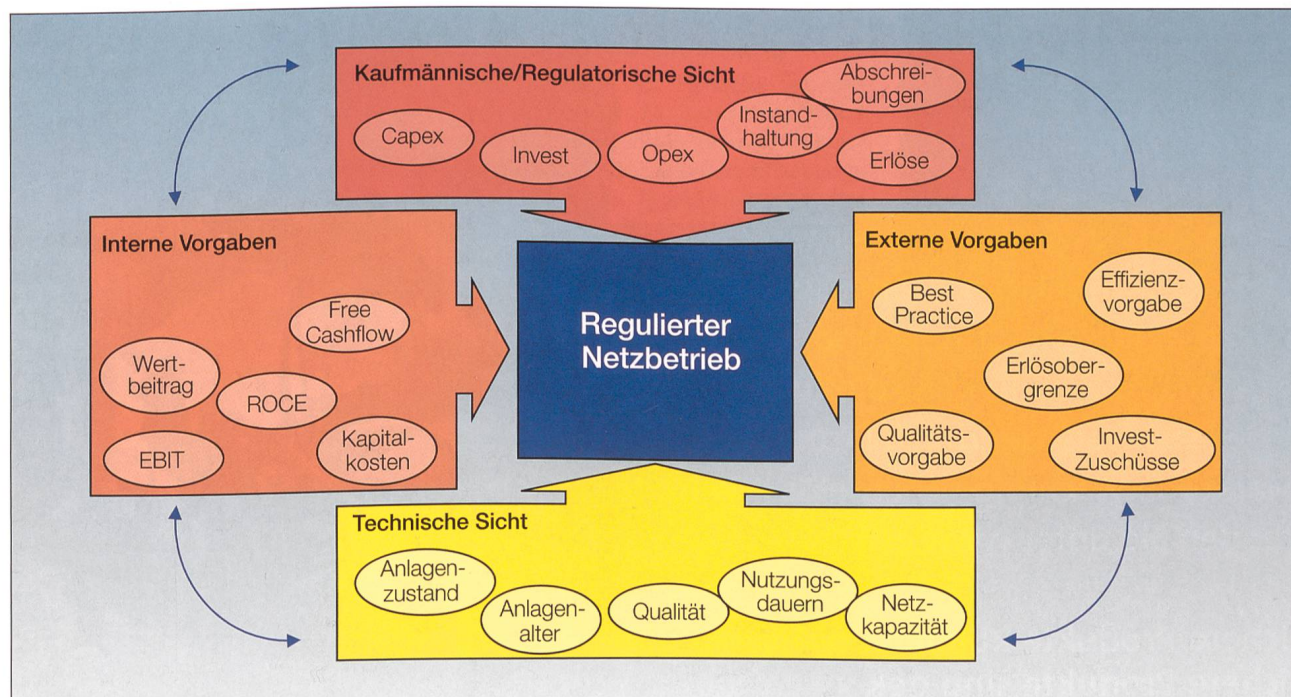 Kaufmännische/Regulatorische Sicht
Capex
Invest
Opex
Instand-
haltung
Abschrei-
bungen
Erlöse
Interne Vorgaben
Free
Cashflow
Wert-
beitrag
ROCE
EBIT
Kapital-
kosten
Regulierter
Netzbetrieb
Externe Vorgaben
Best
Practice
Effizienz-
vorgabe
Erlösober-
grenze
Qualitäts-
vorgabe
Invest-
Zuschüsse
Technische Sicht
Anlagen-
zustand
Anlagen-
alter
Qualität
Nutzungs-
dauern
Netz-
kapazität